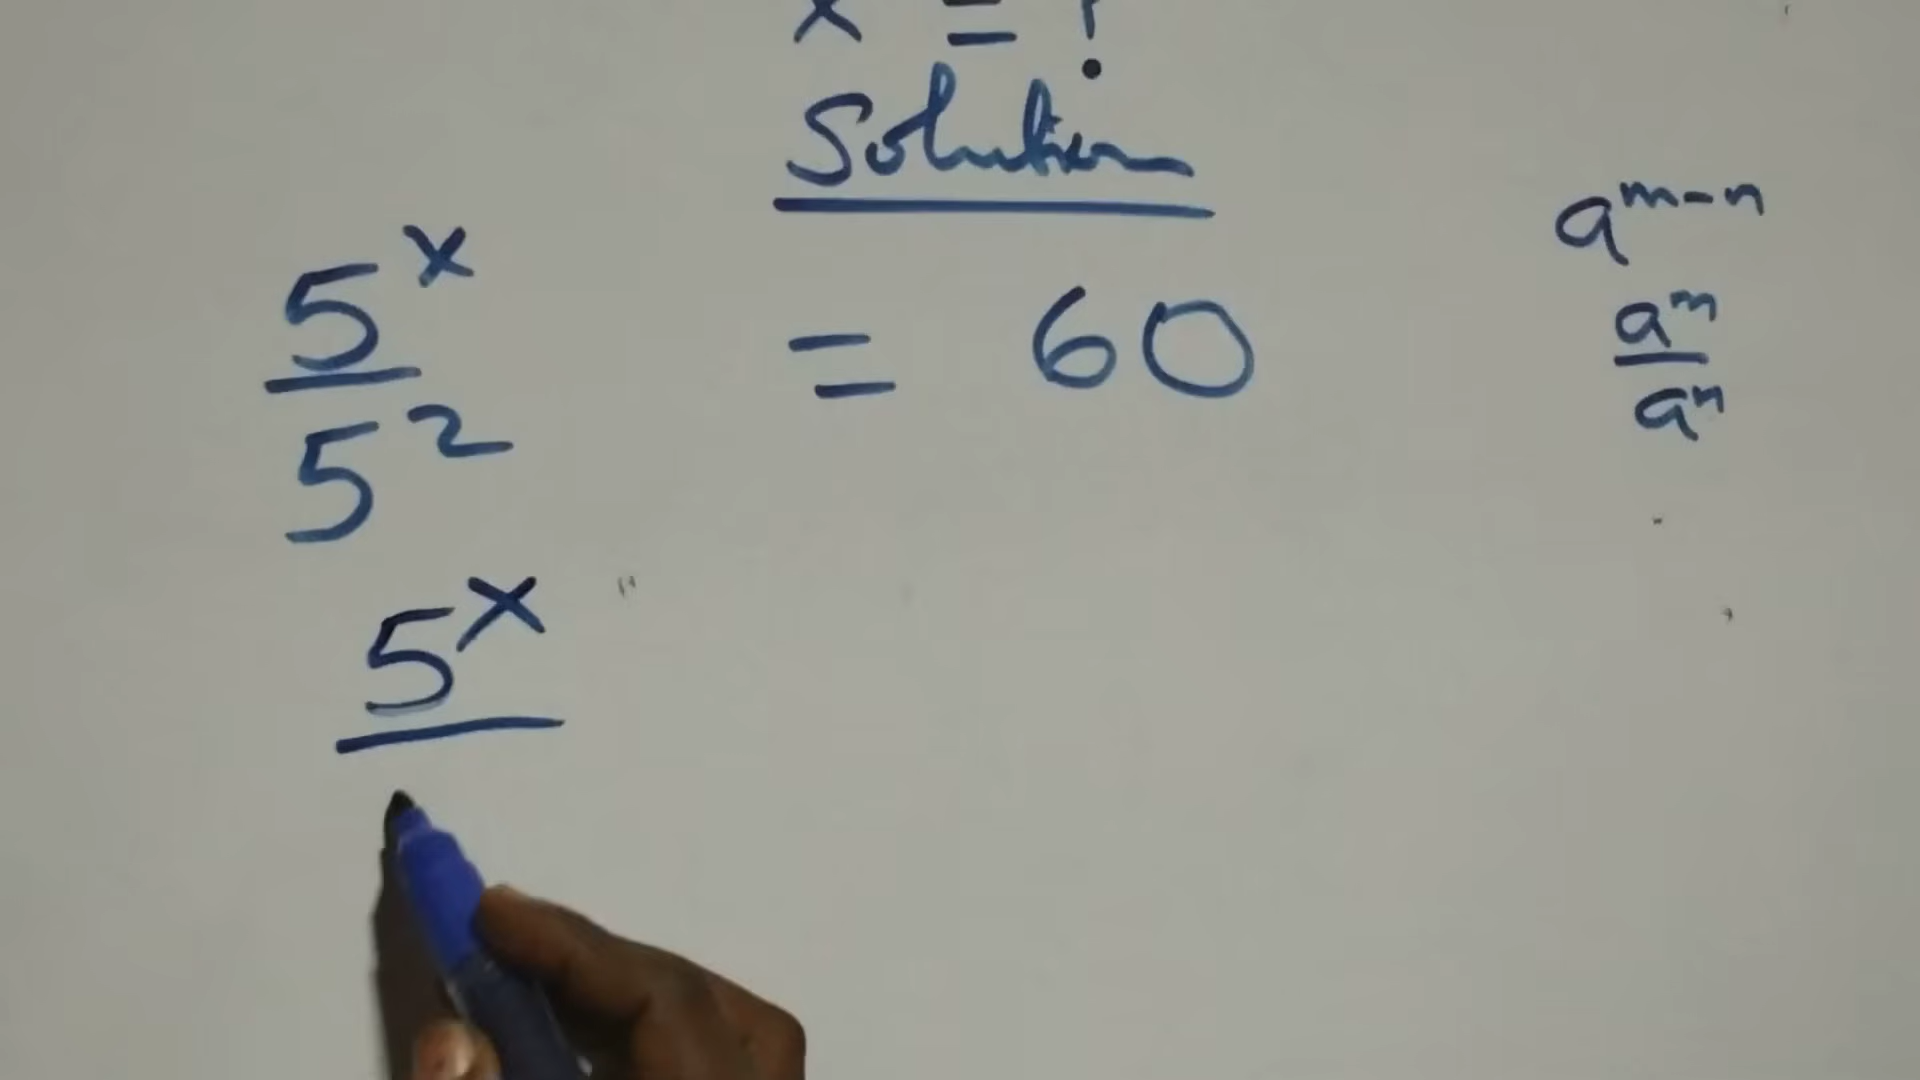 x = ?
Solution
a^{m-n}
5^x / 5^2 = 60
a^m / a^n
5^x